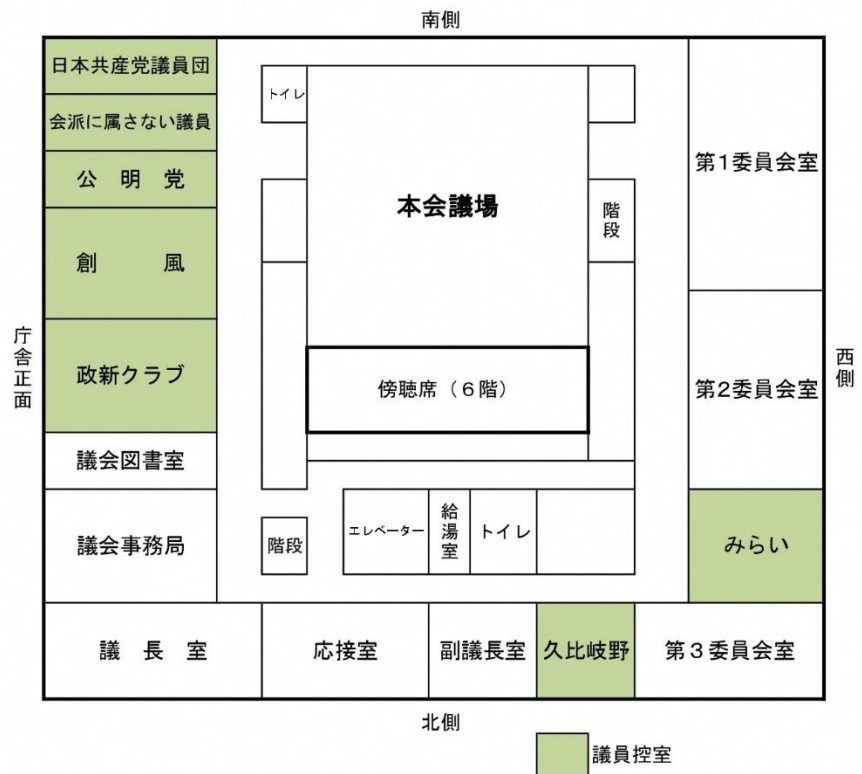 南側
日本共産党議員団
会派に属さない議員
公　明　党
創　　風
政新クラブ
議会図書室
議会事務局
庁舎正面
トイレ
本会議場
階段
傍聴席（６階）
階段
エレベーター
給湯室
トイレ
第1委員会室
第2委員会室
みらい
西側
議　長　室
応接室
副議長室
久比岐野
第３委員会室
北側
議員控室